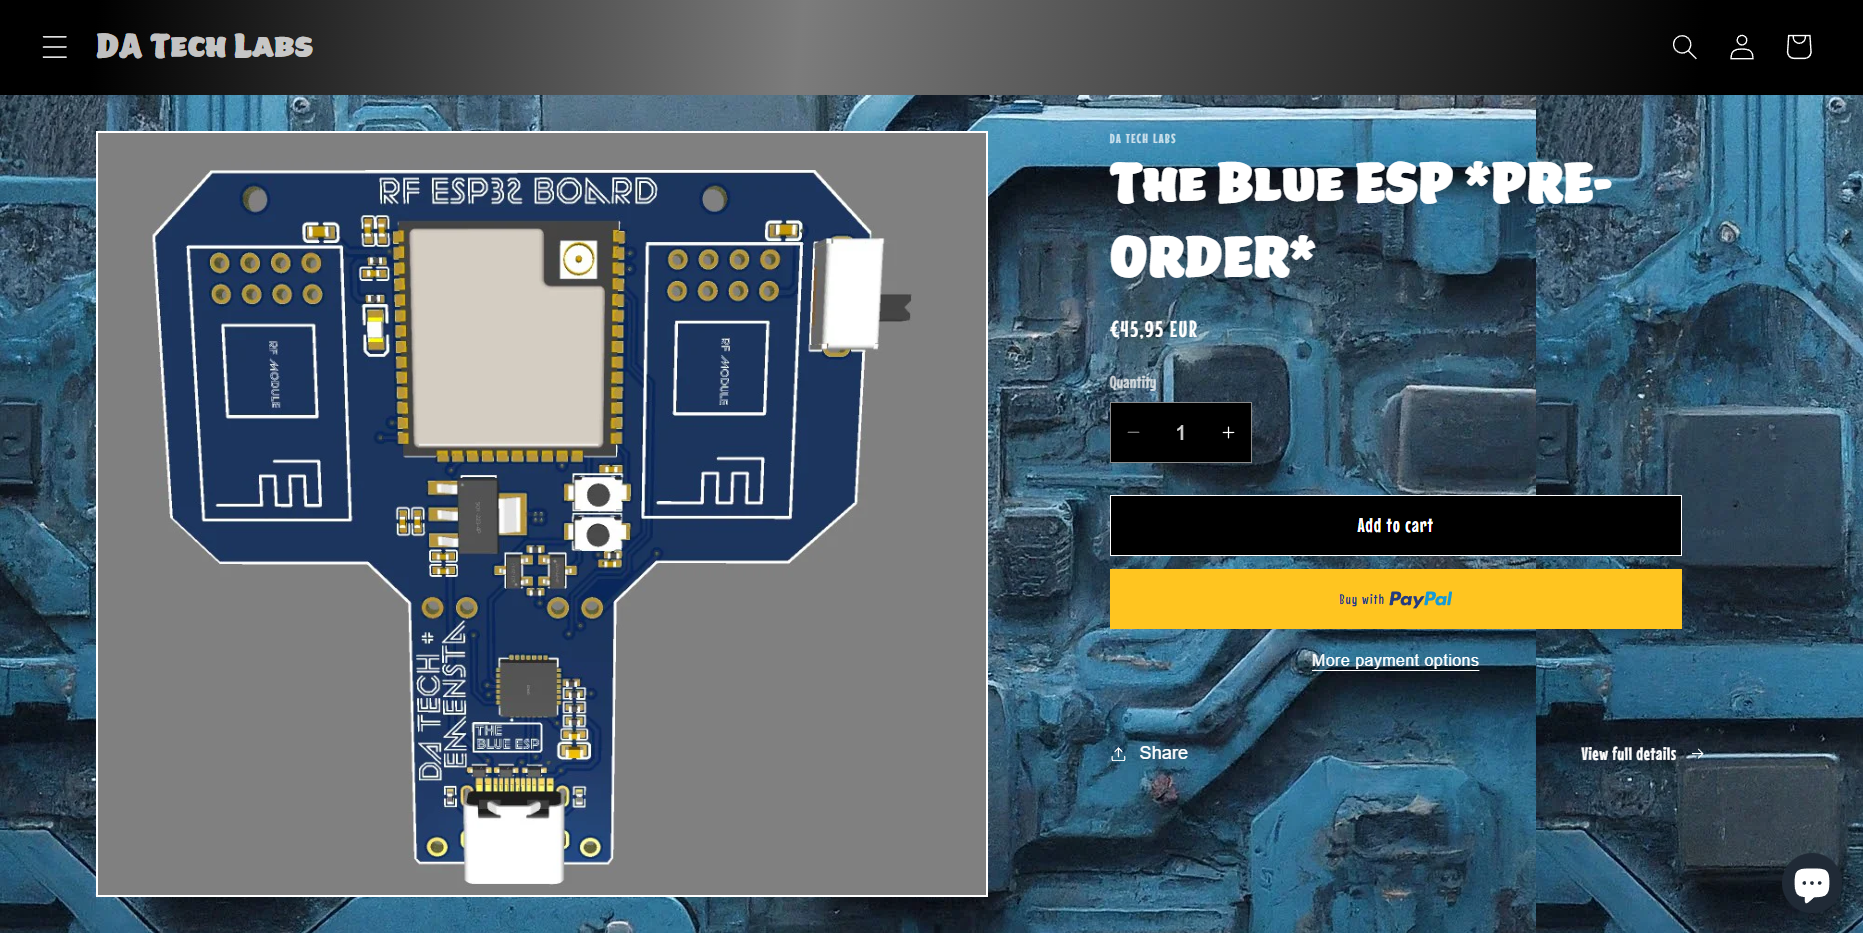 DA Tech Labs
RF ESP32 BOARD
RF MODULE
RF MODULE
DA TECH +
EMENSTA
THE
BLUE ESP
DA TECH LABS
The Blue ESP *PRE-
ORDER*
€45,95 EUR
Quantity
1
Add to cart
Buy with PayPal
More payment options
Share
View full details